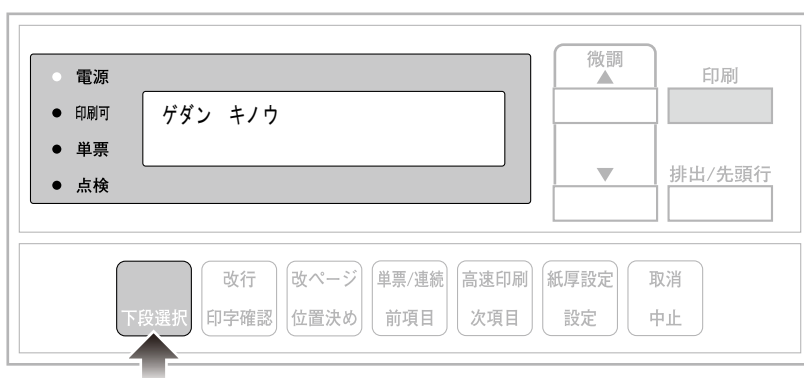 電源
印刷可
単票
点検
ゲダン キノウ
微調
▲
▼
印刷
排出/先頭行
下段選択
改行
印字確認
改ページ
位置決め
単票/連続
前項目
高速印刷
次項目
紙厚設定
設定
取消
中止